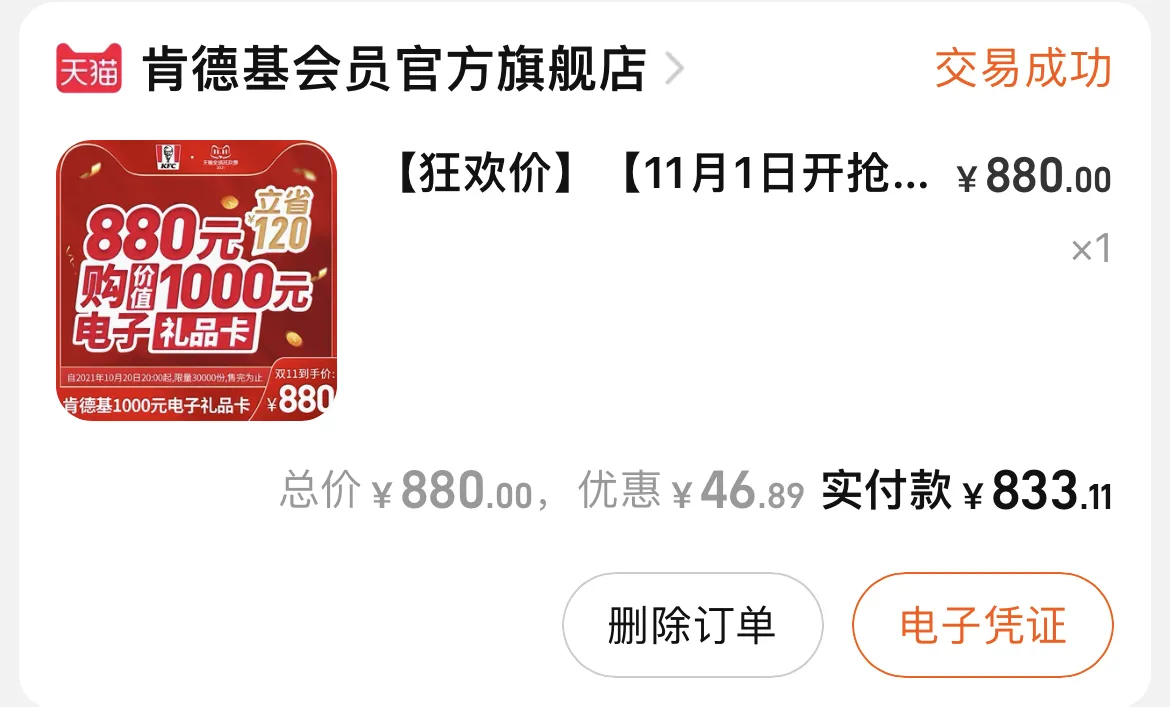 天猫 肯德基会员官方旗舰店 交易成功
KFC
【狂欢价】【11月1日开抢... ¥880.00
×1
立省
¥120
880元
购价值1000元
电子礼品卡
自2021年10月20日20:00起,限量30000份,售完为止
双11到手价:
肯德基1000元电子礼品卡 ¥880
总价¥880.00，优惠¥46.89 实付款¥833.11
删除订单 电子凭证